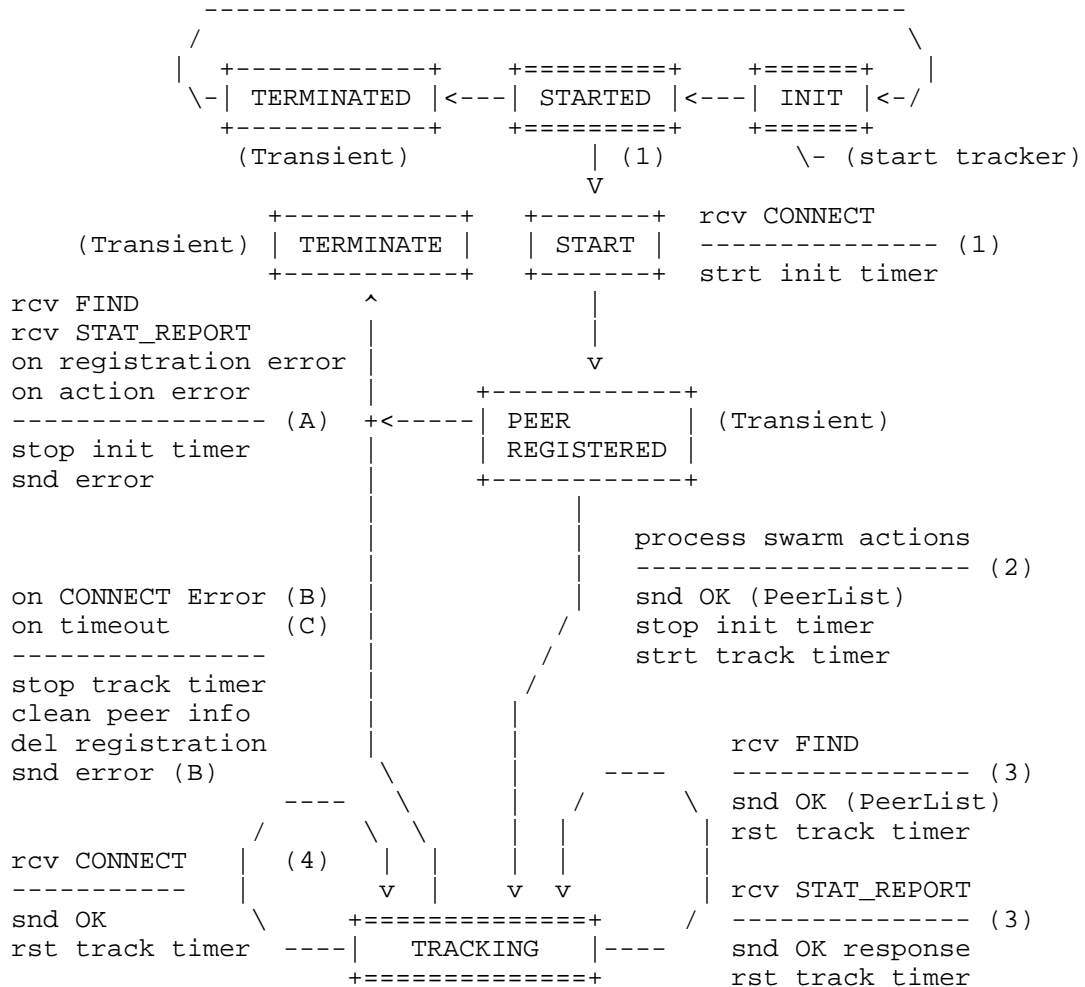 TERMINATED STARTED INIT
(Transient) (1) (start tracker)
rcv CONNECT
(Transient) TERMINATE START (1)
strt init timer
rcv FIND
rcv STAT_REPORT
on registration error
on action error
(A) PEER (Transient)
stop init timer REGISTERED
snd error
process swarm actions
(2)
on CONNECT Error (B) snd OK (PeerList)
on timeout (C) stop init timer
strt track timer
stop track timer
clean peer info
del registration rcv FIND
snd error (B) (3)
snd OK (PeerList)
rst track timer
rcv CONNECT (4)
rcv STAT_REPORT
snd OK (3)
rst track timer TRACKING snd OK response
rst track timer